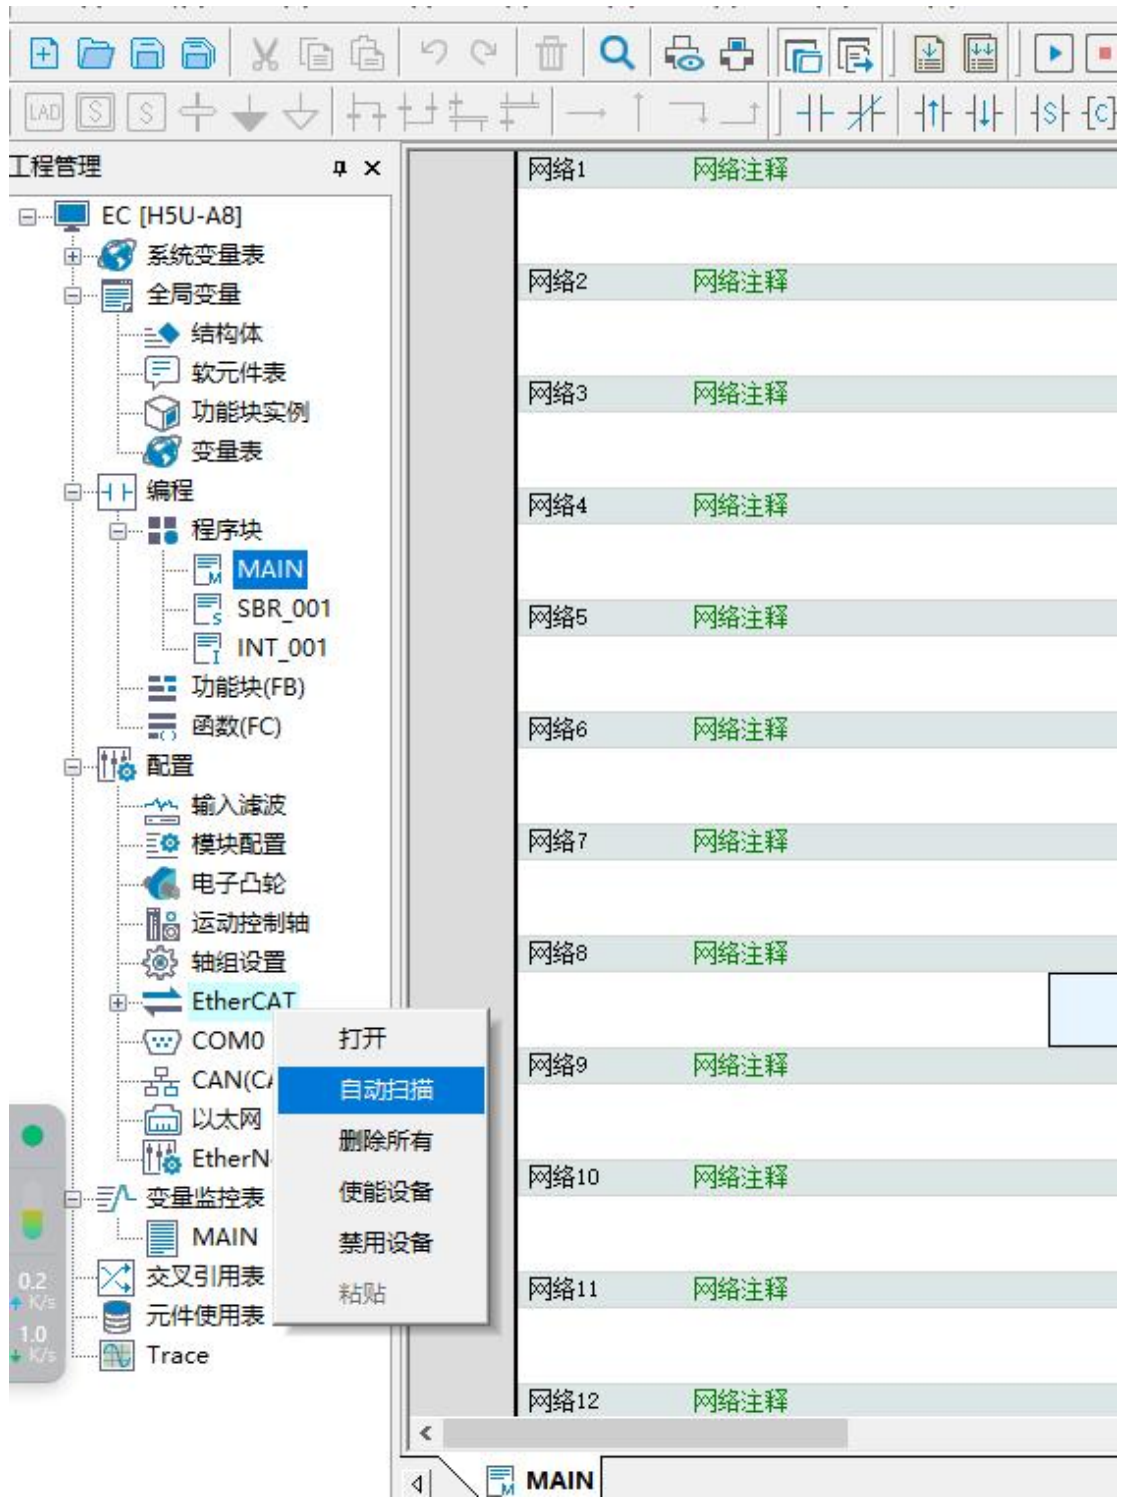 LAD S S S C
工程管理
EC [H5U-A8]
系统变量表
全局变量
结构体
软元件表
功能块实例
变量表
编程
程序块
MAIN
SBR_001
INT_001
功能块(FB)
函数(FC)
配置
输入滤波
模块配置
电子凸轮
运动控制轴
轴组设置
EtherCAT
COM0
CAN(CA
以太网
EtherN
变量监控表
MAIN
交叉引用表
元件使用表
Trace
打开
自动扫描
删除所有
使能设备
禁用设备
粘贴
0.2
K/s
1.0
K/s
网络1 网络注释
网络2 网络注释
网络3 网络注释
网络4 网络注释
网络5 网络注释
网络6 网络注释
网络7 网络注释
网络8 网络注释
网络9 网络注释
网络10 网络注释
网络11 网络注释
网络12 网络注释
MAIN